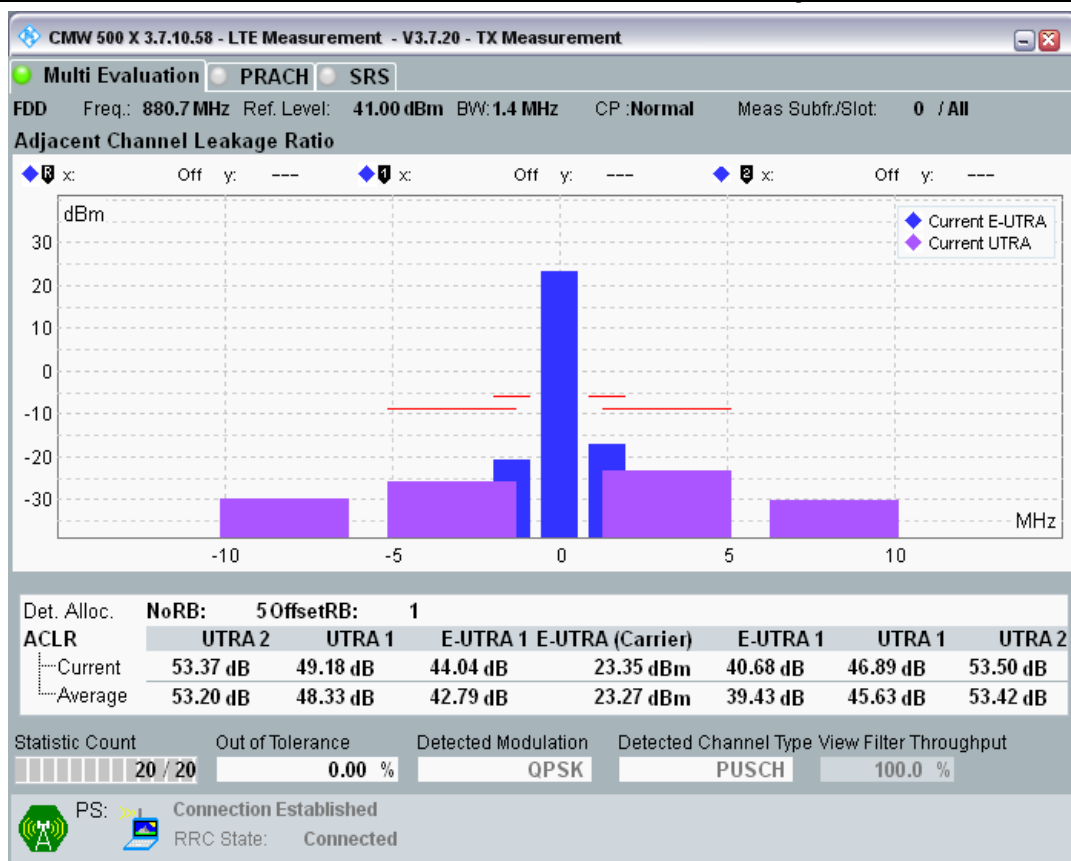 CMW 500 X 3.7.10.58 - LTE Measurement - V3.7.20 - TX Measurement
Multi Evaluation PRACH SRS
FDD Freq.: 880.7 MHz Ref. Level: 41.00 dBm BW: 1.4 MHz CP :Normal Meas Subfr./Slot: 0 / All
Adjacent Channel Leakage Ratio
R x: Off y: --- 1 x: Off y: --- 2 x: Off y: ---
dBm
Current E-UTRA
Current UTRA
30
20
10
0
-10
-20
-30
MHz
-10 -5 0 5 10
Det. Alloc. NoRB: 5 OffsetRB: 1
ACLR UTRA 2 UTRA 1 E-UTRA 1 E-UTRA (Carrier) E-UTRA 1 UTRA 1 UTRA 2
Current 53.37 dB 49.18 dB 44.04 dB 23.35 dBm 40.68 dB 46.89 dB 53.50 dB
Average 53.20 dB 48.33 dB 42.79 dB 23.27 dBm 39.43 dB 45.63 dB 53.42 dB
Statistic Count Out of Tolerance Detected Modulation Detected Channel Type View Filter Throughput
20 / 20 0.00 % QPSK PUSCH 100.0 %
PS: Connection Established
RRC State: Connected